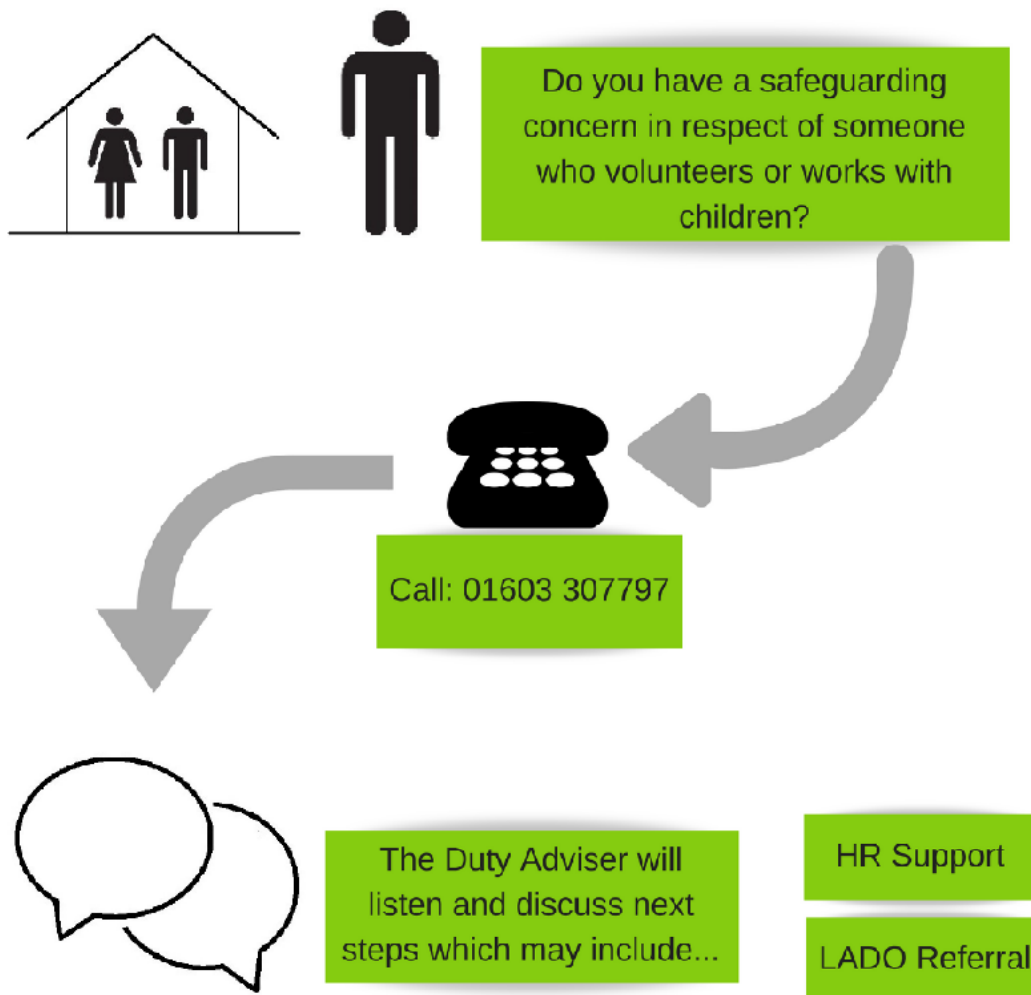 Do you have a safeguarding
concern in respect of someone
who volunteers or works with
children?
Call: 01603 307797
The Duty Adviser will
listen and discuss next
steps which may include...
HR Support
LADO Referral